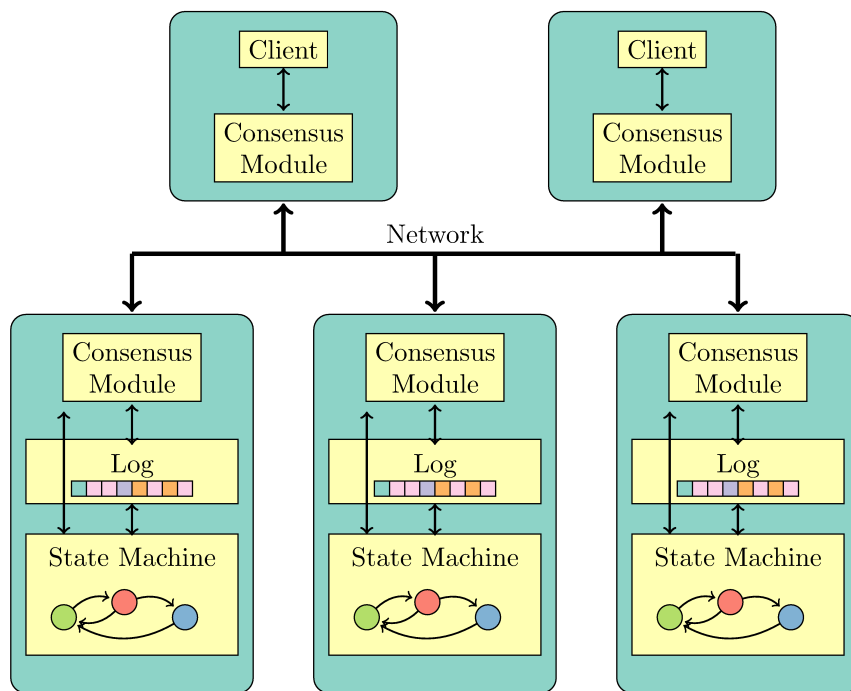 Client
Client
Consensus
Module
Consensus
Module
Network
Consensus
Module
Consensus
Module
Consensus
Module
Log
Log
Log
State Machine
State Machine
State Machine